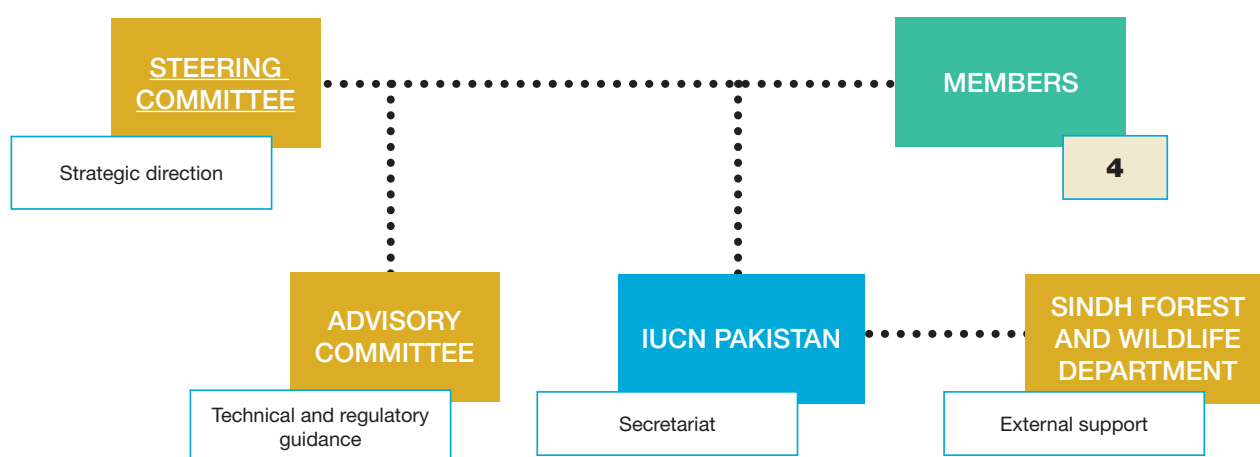 STEERING
COMMITTEE
Strategic direction
MEMBERS
4
ADVISORY
COMMITTEE
Technical and regulatory
guidance
IUCN PAKISTAN
Secretariat
SINDH FOREST
AND WILDLIFE
DEPARTMENT
External support